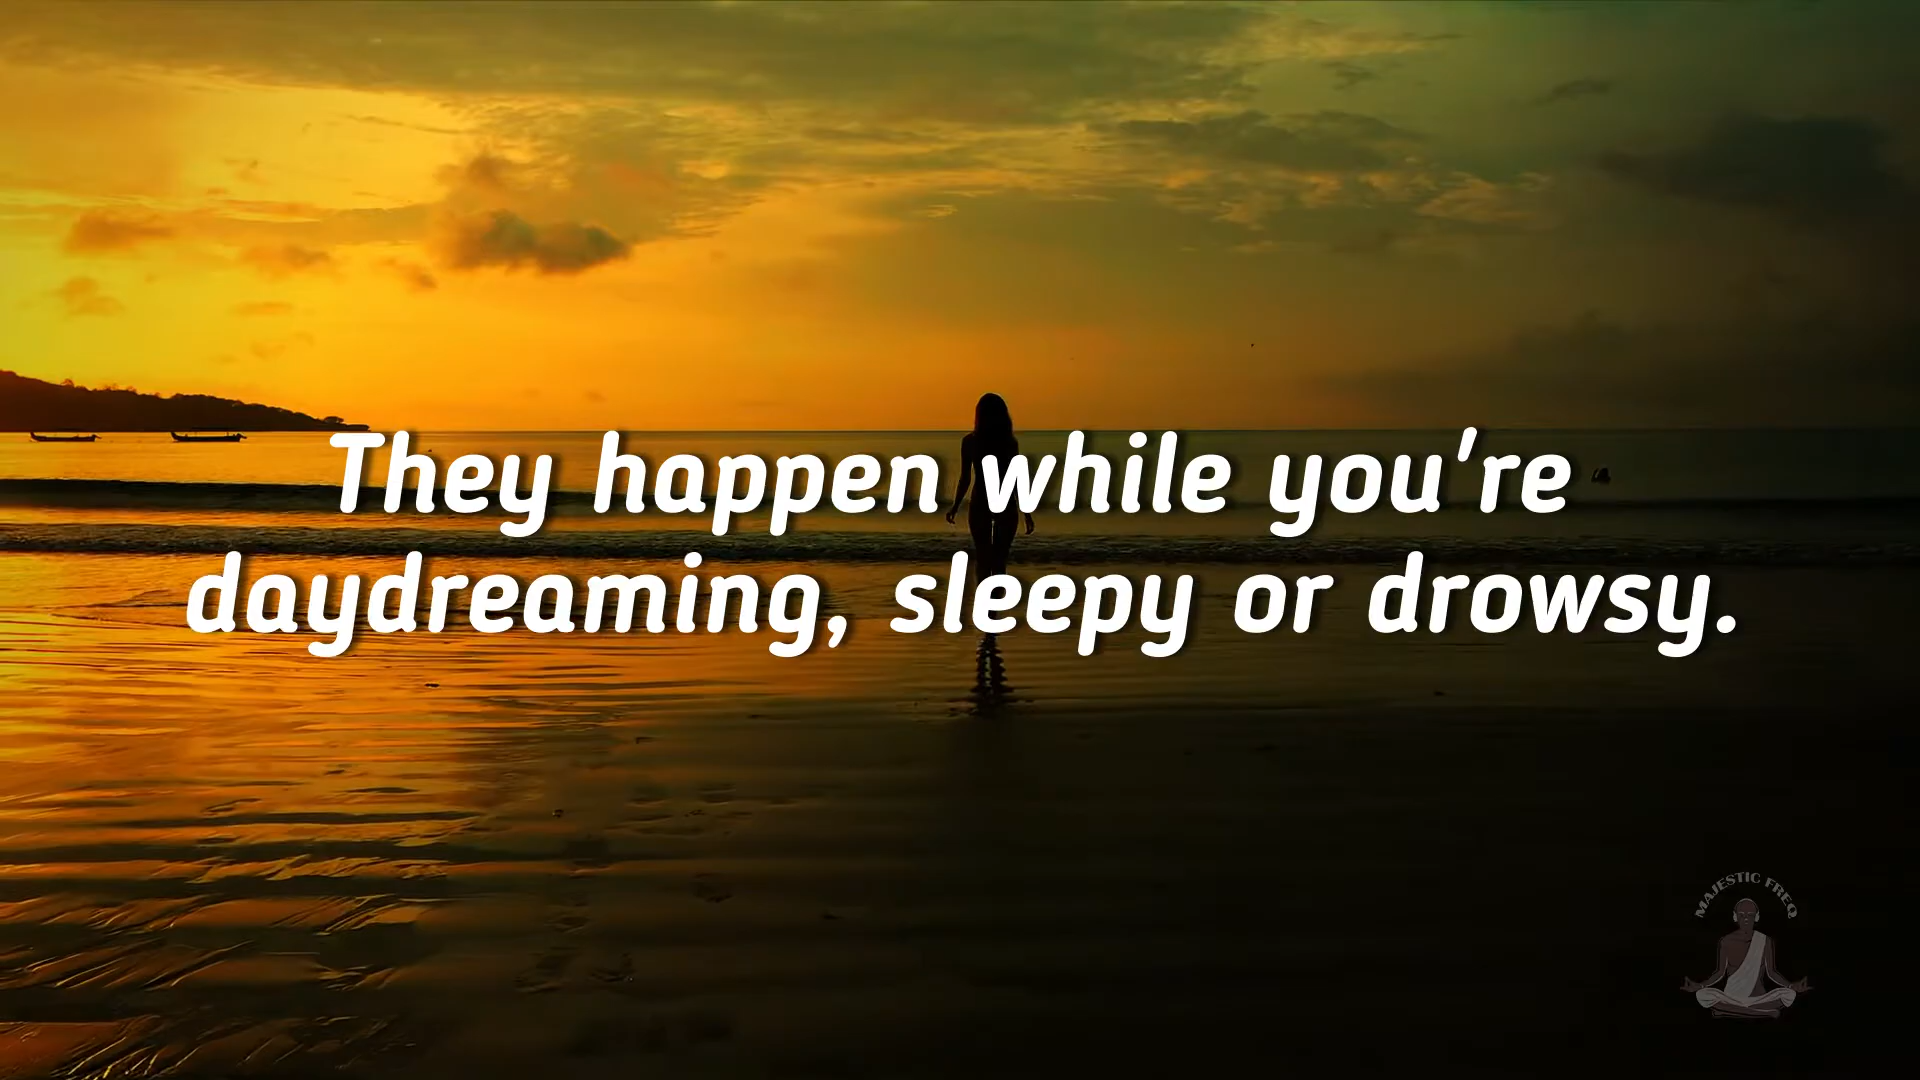 They happen while you're
daydreaming, sleepy or drowsy.
MAJESTIC FREQ